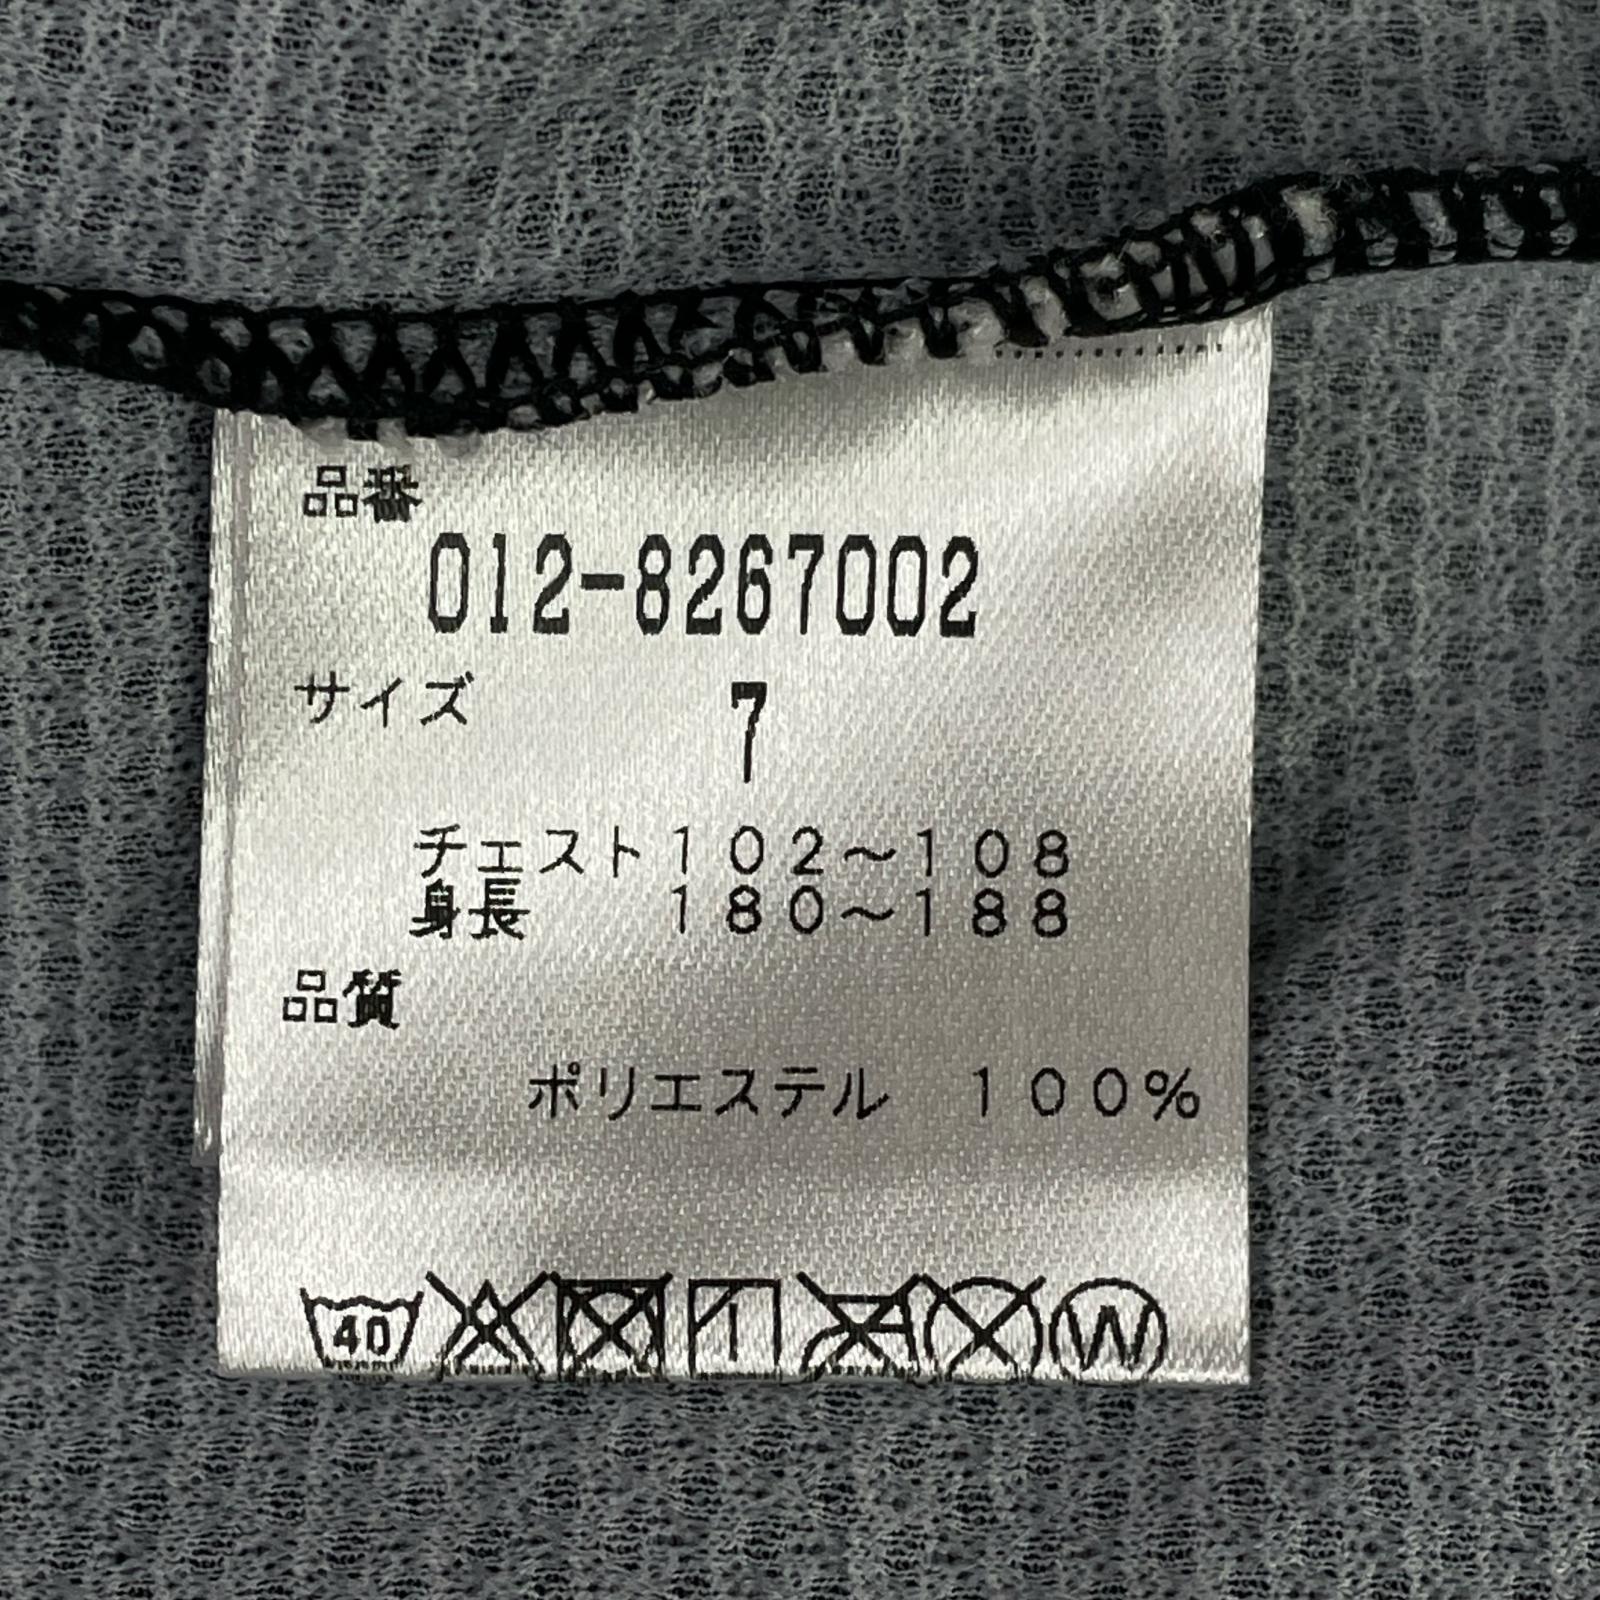 品番
012-8267002
サイズ 7
チェスト102～108
身長 180～188
品質
ポリエステル 100%
40
W